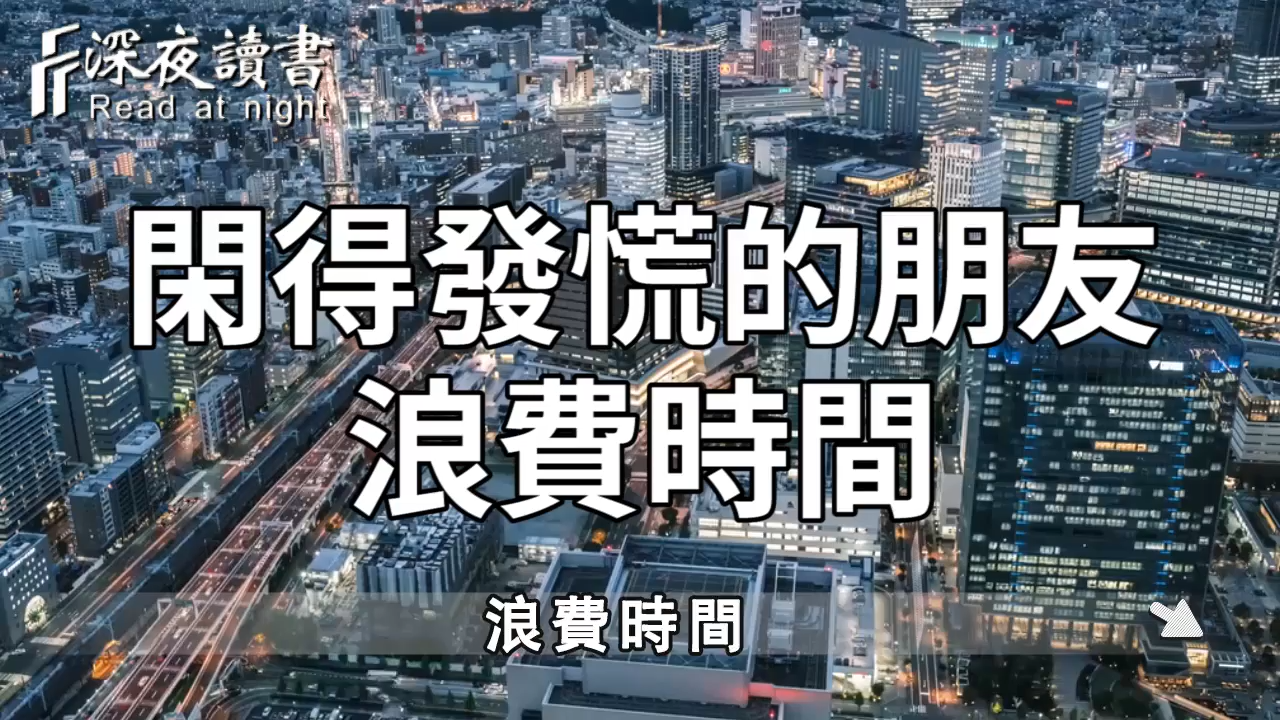 深夜讀書
Read at night
閑得發慌的朋友
浪費時間
浪費時間